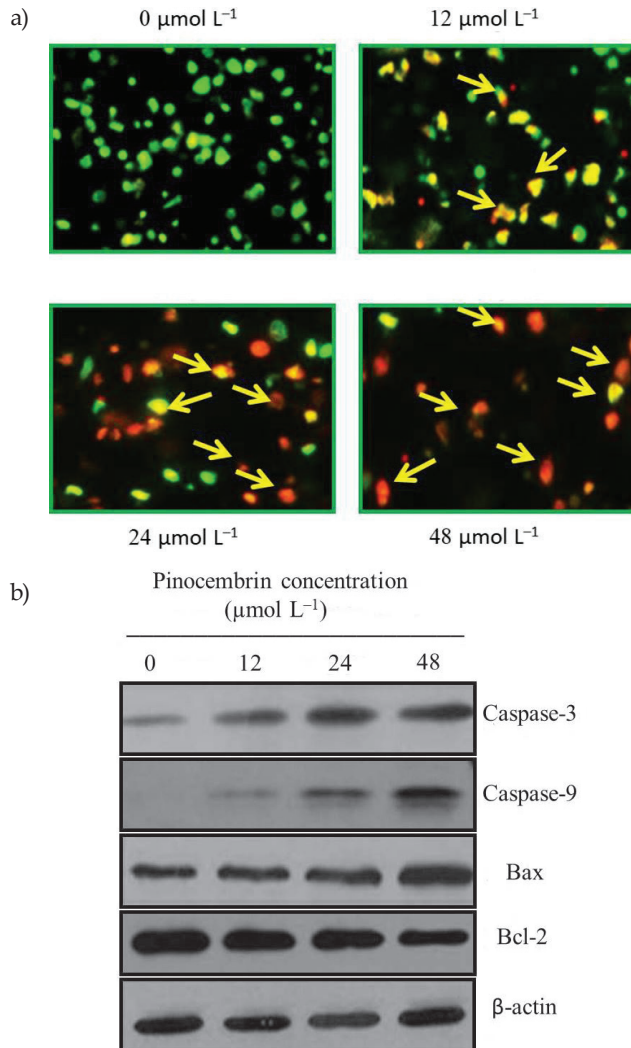 a)
0 µmol L⁻¹
12 µmol L⁻¹
24 µmol L⁻¹
48 µmol L⁻¹
b)
Pinocembrin concentration
(µmol L⁻¹)
0 12 24 48
Caspase-3
Caspase-9
Bax
Bcl-2
β-actin